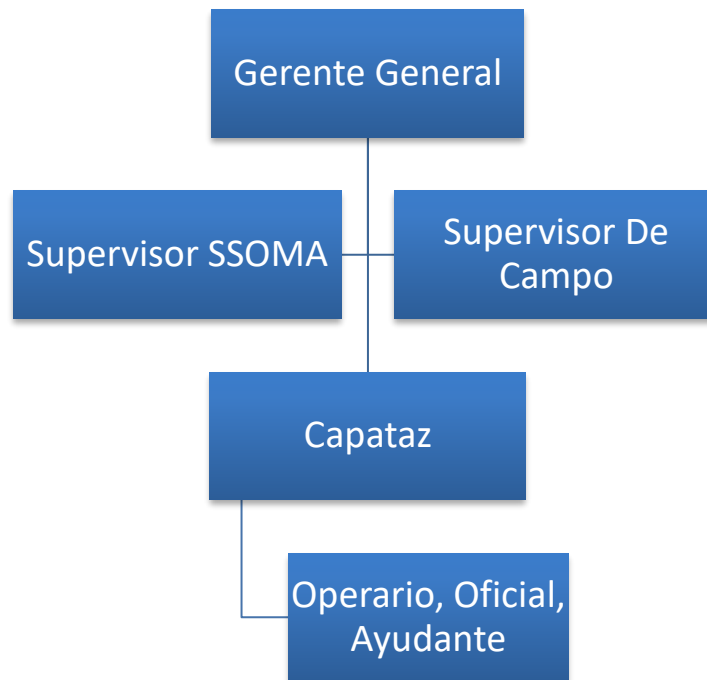 Gerente General
Supervisor SSOMA
Supervisor De
Campo
Capataz
Operario, Oficial,
Ayudante